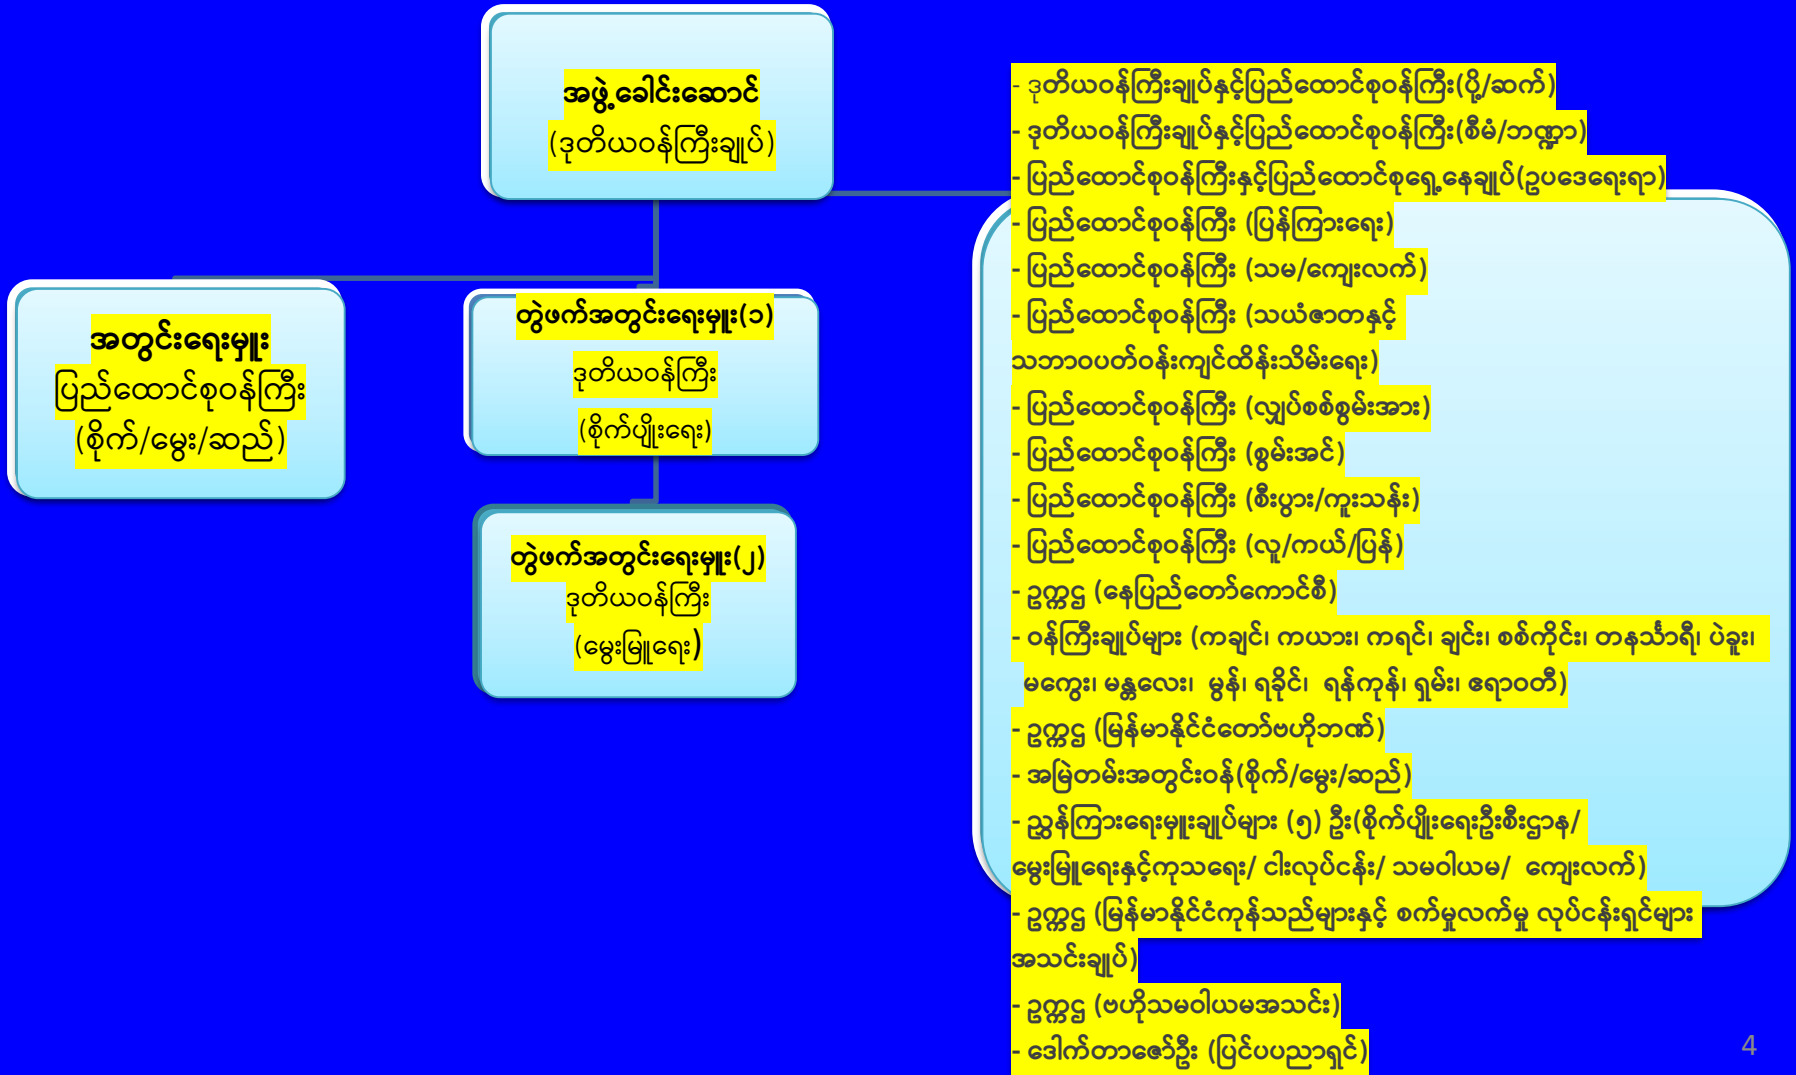 အဖွဲ့ခေါင်းဆောင်
(ဒုတိယဝန်ကြီးချုပ်)
အတွင်းရေးမှူး
ပြည်ထောင်စုဝန်ကြီး
(စိုက်/မွေး/ဆည်)
တွဲဖက်အတွင်းရေးမှူး(၁)
ဒုတိယဝန်ကြီး
(စိုက်ပျိုးရေး)
တွဲဖက်အတွင်းရေးမှူး(၂)
ဒုတိယဝန်ကြီး
(မွေးမြူရေး)
- ဒုတိယဝန်ကြီးချုပ်နှင့်ပြည်ထောင်စုဝန်ကြီး(ပို့/ဆက်)
- ဒုတိယဝန်ကြီးချုပ်နှင့်ပြည်ထောင်စုဝန်ကြီး(စီမံ/ဘဏ္ဍာ)
- ပြည်ထောင်စုဝန်ကြီးနှင့်ပြည်ထောင်စုရှေ့နေချုပ်(ဥပဒေရေးရာ)
- ပြည်ထောင်စုဝန်ကြီး (ပြန်ကြားရေး)
- ပြည်ထောင်စုဝန်ကြီး (သမ/ကျေးလက်)
- ပြည်ထောင်စုဝန်ကြီး (သယံဇာတနှင့်
သဘာဝပတ်ဝန်းကျင်ထိန်းသိမ်းရေး)
- ပြည်ထောင်စုဝန်ကြီး (လျှပ်စစ်စွမ်းအား)
- ပြည်ထောင်စုဝန်ကြီး (စွမ်းအင်)
- ပြည်ထောင်စုဝန်ကြီး (စီးပွား/ကူးသန်း)
- ပြည်ထောင်စုဝန်ကြီး (လူ/ကယ်/ပြန်)
- ဥက္ကဌ (နေပြည်တော်ကောင်စီ)
- ဝန်ကြီးချုပ်များ (ကချင်၊ ကယား၊ ကရင်၊ ချင်း၊ စစ်ကိုင်း၊ တနင်္သာရီ၊ ပဲခူး၊
မကွေး၊ မန္တလေး၊ မွန်၊ ရခိုင်၊ ရန်ကုန်၊ ရှမ်း၊ ဧရာဝတီ)
- ဥက္ကဌ (မြန်မာနိုင်ငံတော်ဗဟိုဘဏ်)
- အမြဲတမ်းအတွင်းဝန်(စိုက်/မွေး/ဆည်)
- ညွှန်ကြားရေးမှူးချုပ်များ (၅) ဦး(စိုက်ပျိုးရေးဦးစီးဌာန/
မွေးမြူရေးနှင့်ကုသရေး/ ငါးလုပ်ငန်း/ သမဝါယမ/ ကျေးလက်)
- ဥက္ကဌ (မြန်မာနိုင်ငံကုန်သည်များနှင့် စက်မှုလက်မှု လုပ်ငန်းရှင်များ
အသင်းချုပ်)
- ဥက္ကဌ (ဗဟိုသမဝါယမအသင်း)
- ဒေါက်တာဇော်ဦး (ပြင်ပပညာရှင်)
4